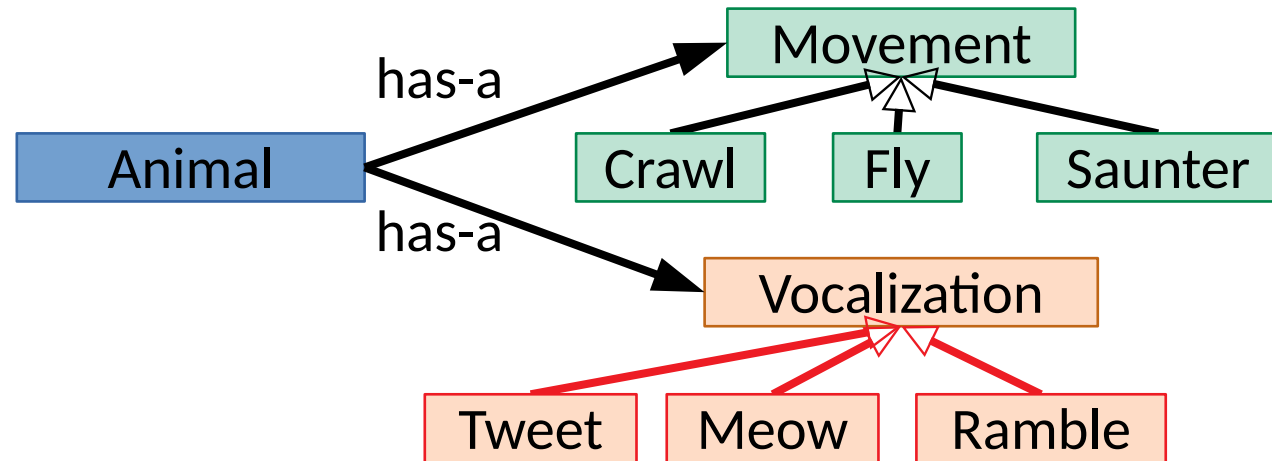 Movement
has-a
Animal
Crawl
Fly
Saunter
has-a
Vocalization
Tweet
Meow
Ramble